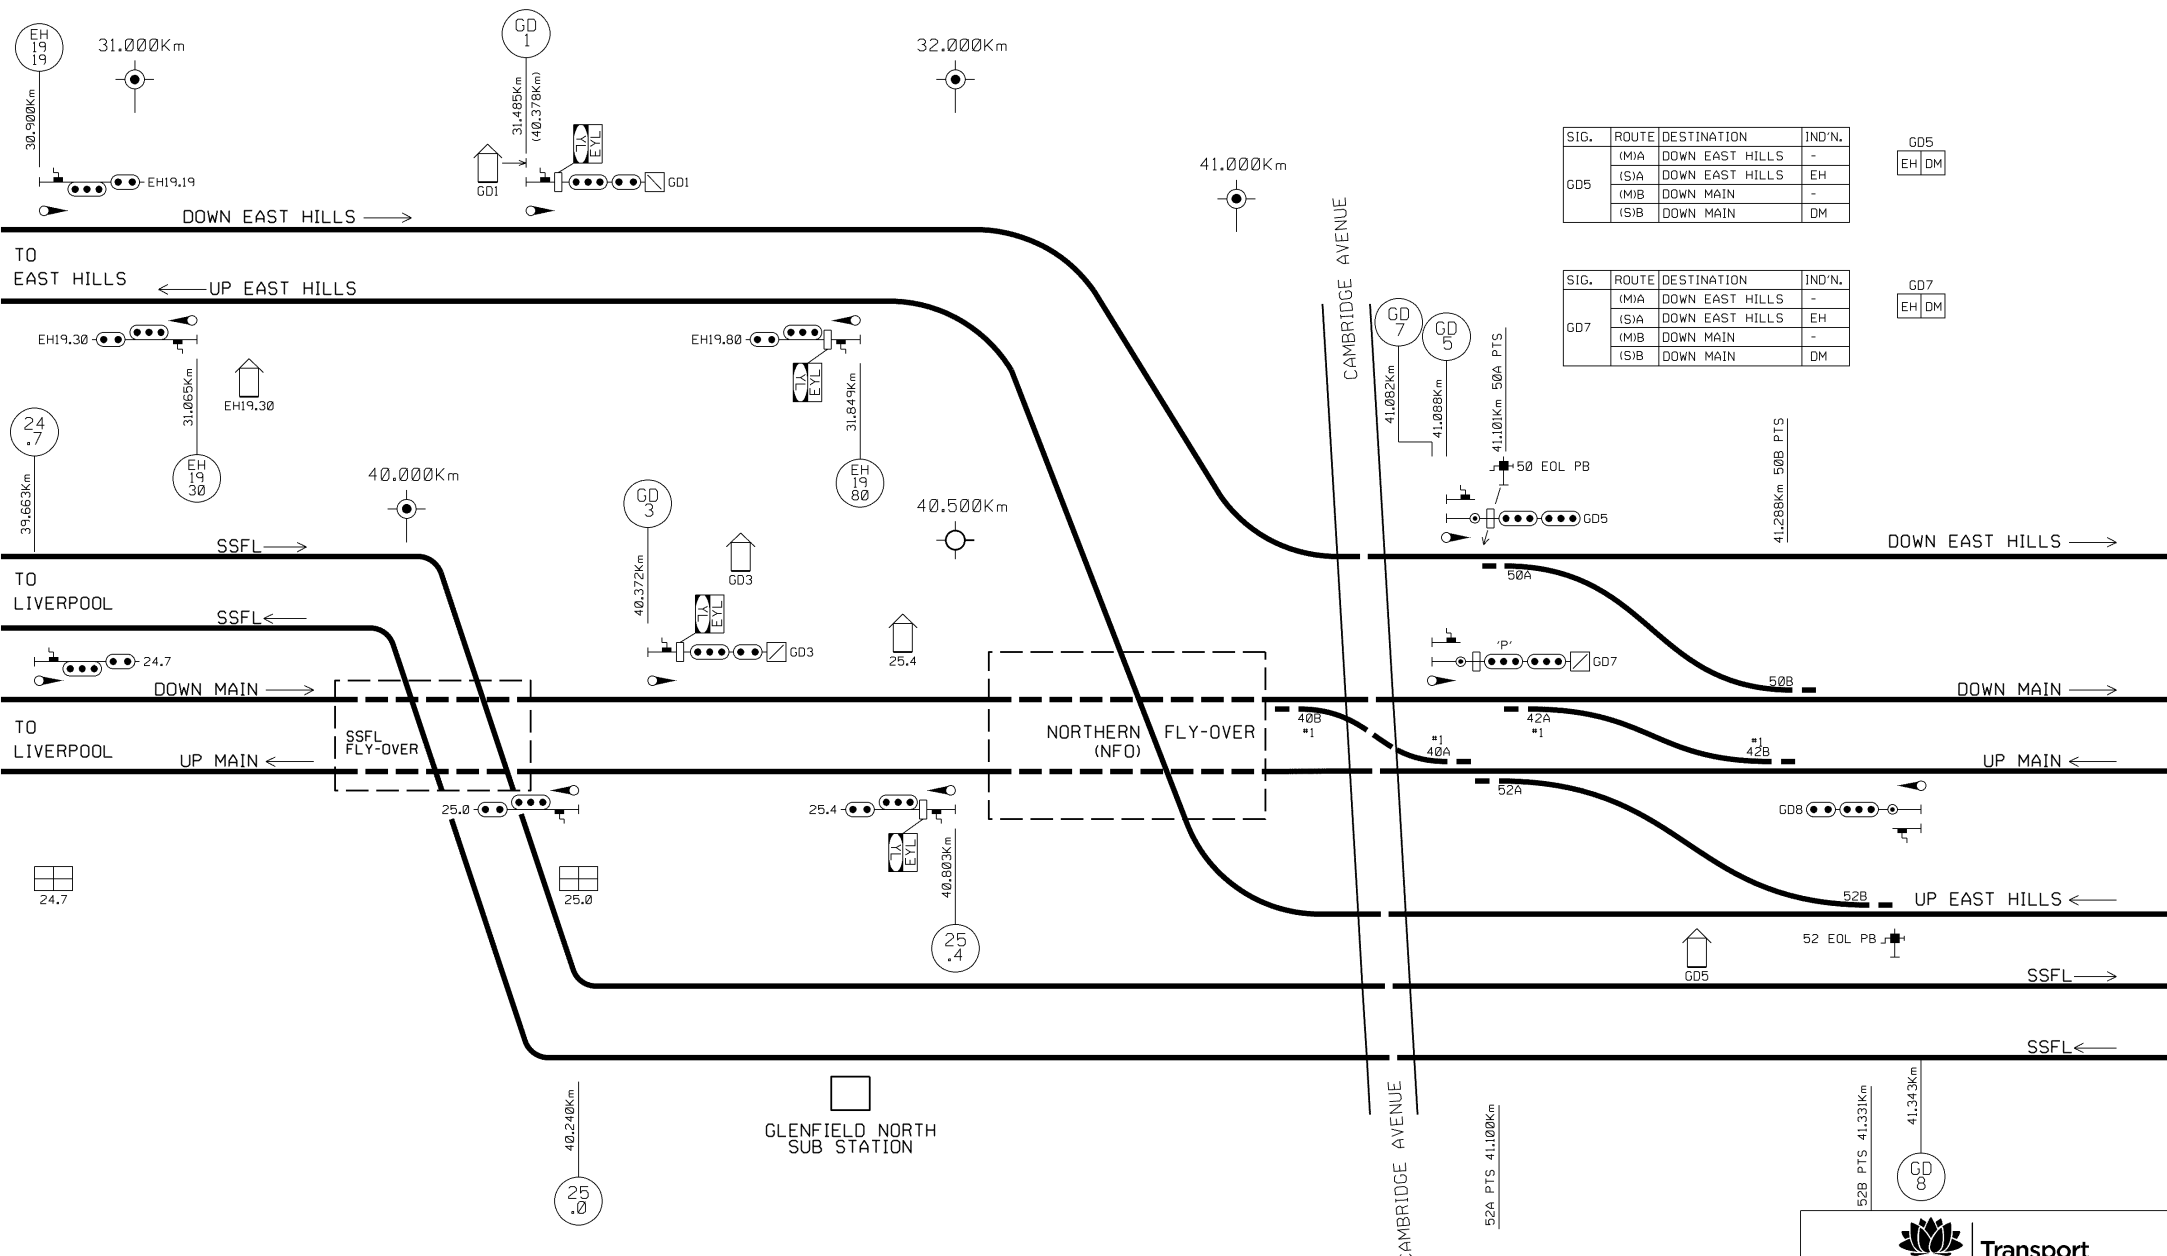 EH
19
19
31.000Km
GD
1
32.000Km
30.900Km
31.485Km
(40.378Km)
YL
EYL
EH19.19
GD1
GD1
41.000Km
SIG. ROUTE DESTINATION IND'N.
GD5
(M)A DOWN EAST HILLS -
(S)A DOWN EAST HILLS EH
(M)B DOWN MAIN -
(S)B DOWN MAIN DM
GD5
EH DM
DOWN EAST HILLS
TO
EAST HILLS
UP EAST HILLS
CAMBRIDGE AVENUE
SIG. ROUTE DESTINATION IND'N.
GD7
(M)A DOWN EAST HILLS -
(S)A DOWN EAST HILLS EH
(M)B DOWN MAIN -
(S)B DOWN MAIN DM
GD7
EH DM
EH19.30
31.065Km
EH19.30
EH
19
30
EH19.80
YL
EYL
31.849Km
EH
19
80
GD
7
GD
5
41.082Km
41.088Km
41.101Km 50A PTS
50 EOL PB
GD5
41.288Km 50B PTS
24
.7
39.663Km
40.000Km
GD
3
40.500Km
SSFL
DOWN EAST HILLS
TO
LIVERPOOL
SSFL
40.372Km
GD3
YL
EYL
GD3
25.4
50A
24.7
DOWN MAIN
'P'
GD7
50B
DOWN MAIN
TO
LIVERPOOL
SSFL
FLY-OVER
UP MAIN
NORTHERN FLY-OVER
(NFO)
40B
#1
#1
40A
42A
#1
#1
42B
UP MAIN
25.0
25.4
YL
EYL
40.803Km
52A
GD8
24.7
25.0
25
.4
52B
UP EAST HILLS
52 EOL PB
GD5
SSFL
SSFL
40.240Km
25
.0
GLENFIELD NORTH
SUB STATION
CAMBRIDGE AVENUE
52A PTS 41.100Km
52B PTS 41.331Km
41.343Km
GD
8
Transport